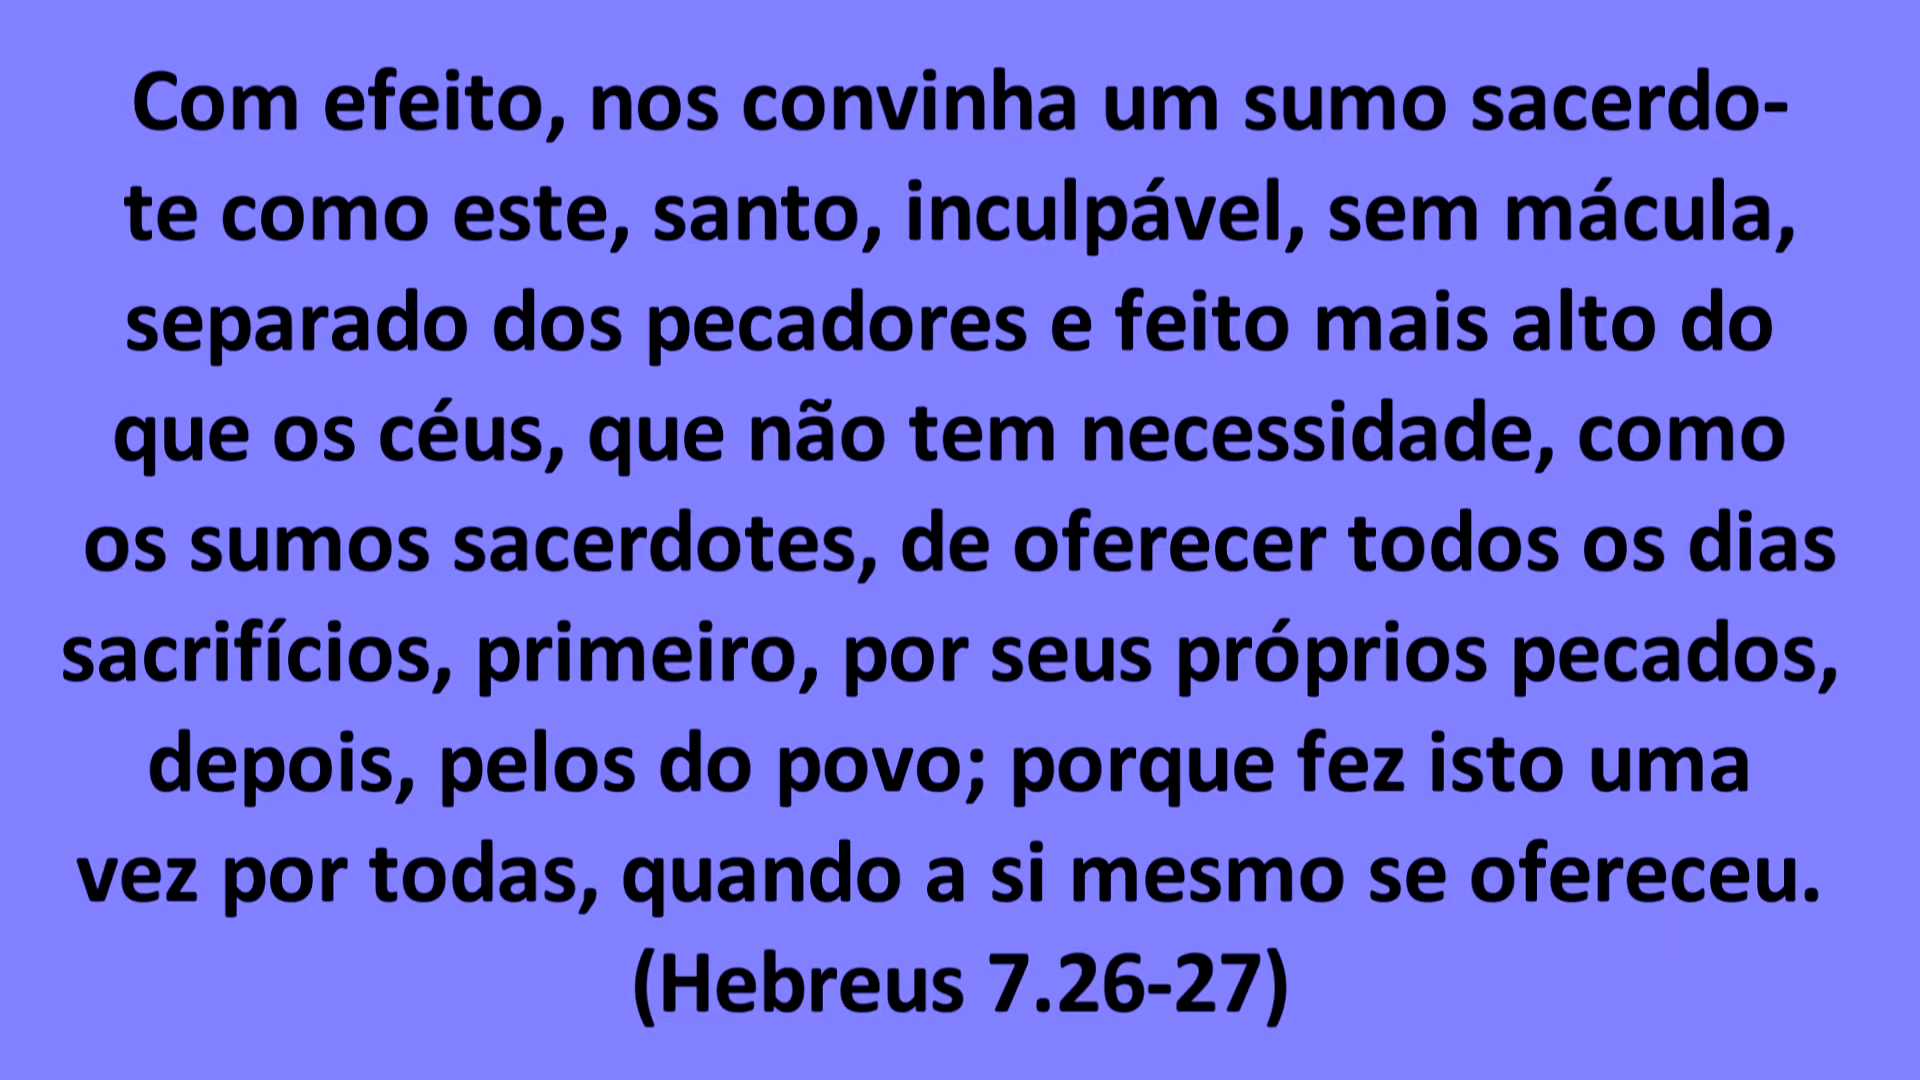 Com efeito, nos convinha um sumo sacerdo-
te como este, santo, inculpável, sem mácula,
separado dos pecadores e feito mais alto do
que os céus, que não tem necessidade, como
os sumos sacerdotes, de oferecer todos os dias
sacrifícios, primeiro, por seus próprios pecados,
depois, pelos do povo; porque fez isto uma
vez por todas, quando a si mesmo se ofereceu.
(Hebreus 7.26-27)